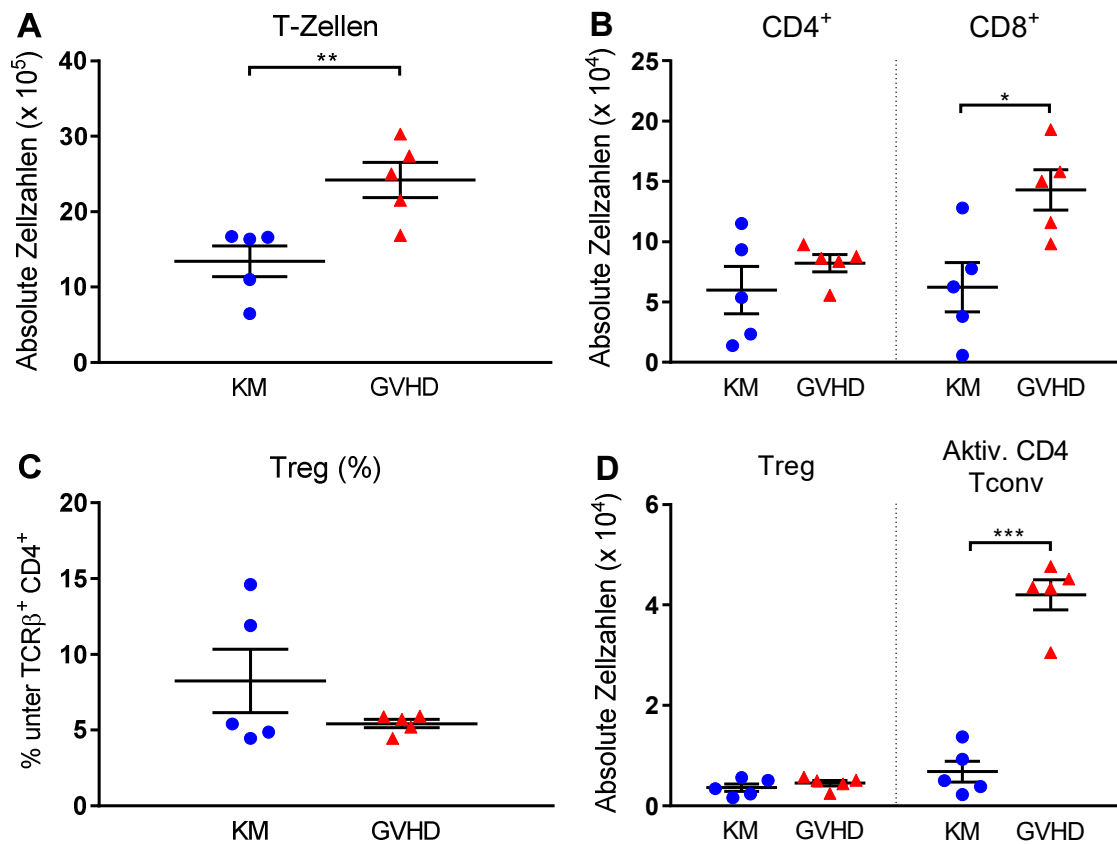 A
T-Zellen
Absolute Zellzahlen (x 10⁵)
40
30
20
10
0
**
KM
GVHD
B
CD4⁺
CD8⁺
Absolute Zellzahlen (x 10⁴)
25
20
15
10
5
0
*
KM
GVHD
KM
GVHD
C
Treg (%)
% unter TCRβ⁺ CD4⁺
20
15
10
5
0
KM
GVHD
D
Treg
Aktiv. CD4
Tconv
Absolute Zellzahlen (x 10⁴)
6
4
2
0
***
KM
GVHD
KM
GVHD